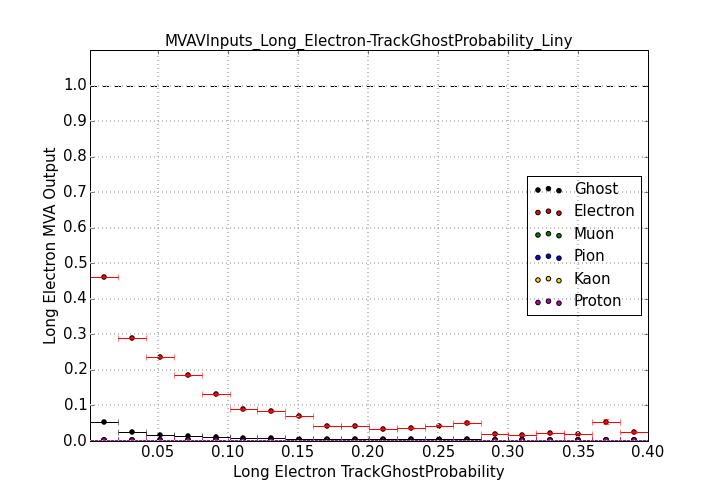 MVAVInputs_Long_Electron-TrackGhostProbability_Liny
Long Electron MVA Output
1.0
0.9
0.8
0.7
0.6
0.5
0.4
0.3
0.2
0.1
0.0
Ghost
Electron
Muon
Pion
Kaon
Proton
0.05 0.10 0.15 0.20 0.25 0.30 0.35 0.40
Long Electron TrackGhostProbability